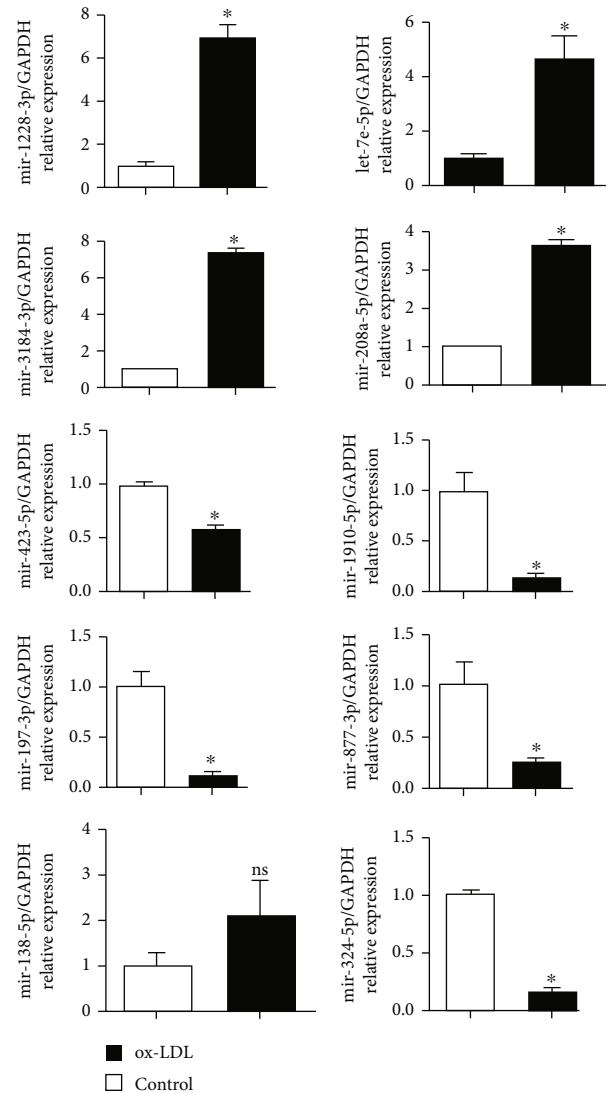 mir-1228-3p/GAPDH
relative expression
8
6
4
2
0
*
let-7e-5p/GAPDH
relative expression
6
4
2
0
*
mir-3184-3p/GAPDH
relative expression
8
6
4
2
0
*
mir-208a-5p/GAPDH
relative expression
4
3
2
1
0
*
mir-423-5p/GAPDH
relative expression
1.5
1.0
0.5
0.0
*
mir-1910-5p/GAPDH
relative expression
1.5
1.0
0.5
0.0
*
mir-197-3p/GAPDH
relative expression
1.5
1.0
0.5
0.0
*
mir-877-3p/GAPDH
relative expression
1.5
1.0
0.5
0.0
*
mir-138-5p/GAPDH
relative expression
4
3
2
1
0
ns
mir-324-5p/GAPDH
relative expression
1.5
1.0
0.5
0.0
*
ox-LDL
Control